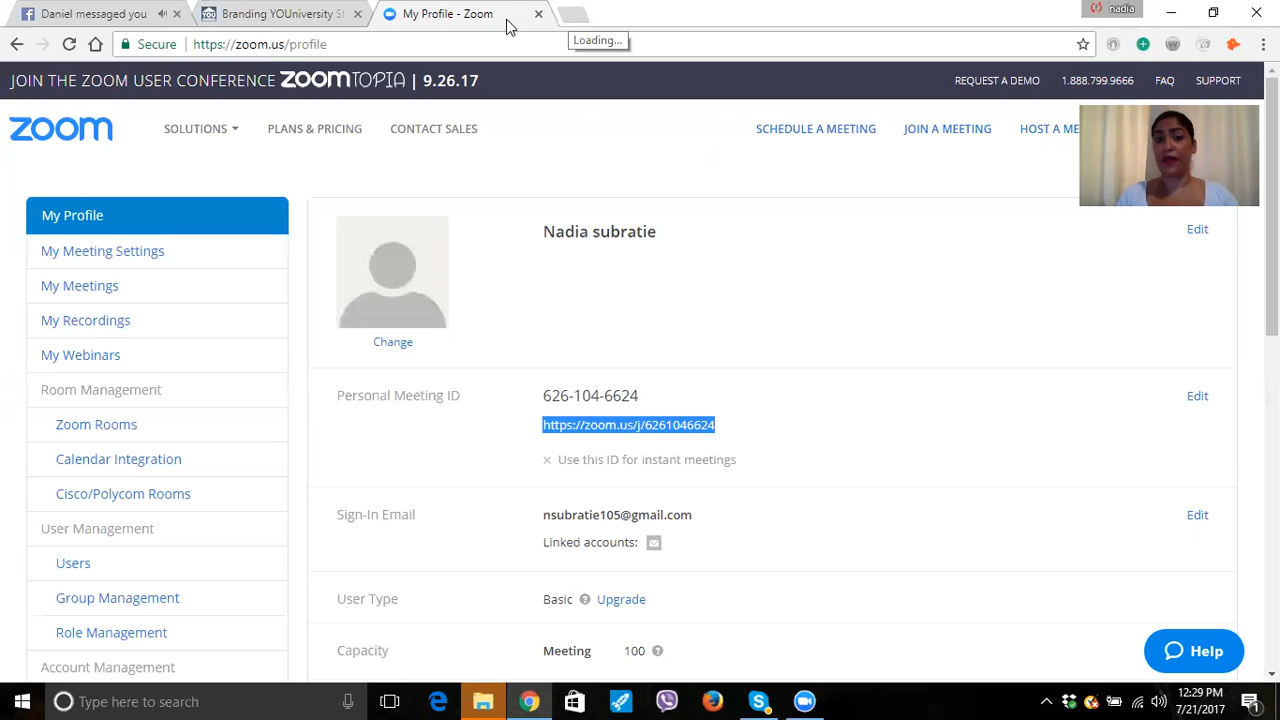 Daniel messaged you
Branding YOUniversity St
My Profile - Zoom
nadia
Loading...
Secure https://zoom.us/profile
JOIN THE ZOOM USER CONFERENCE ZOOMTOPIA | 9.26.17
REQUEST A DEMO 1.888.799.9666 FAQ SUPPORT
zoom SOLUTIONS PLANS & PRICING CONTACT SALES SCHEDULE A MEETING JOIN A MEETING HOST A ME
My Profile
My Meeting Settings
My Meetings
My Recordings
My Webinars
Room Management
Zoom Rooms
Calendar Integration
Cisco/Polycom Rooms
User Management
Users
Group Management
Role Management
Account Management
Nadia subratie Edit
Change
Personal Meeting ID 626-104-6624 Edit
https://zoom.us/j/6261046624
× Use this ID for instant meetings
Sign-In Email nsubratie105@gmail.com Edit
Linked accounts:
User Type Basic ? Upgrade
Capacity Meeting 100 ?
Help
Type here to search
12:29 PM
7/21/2017